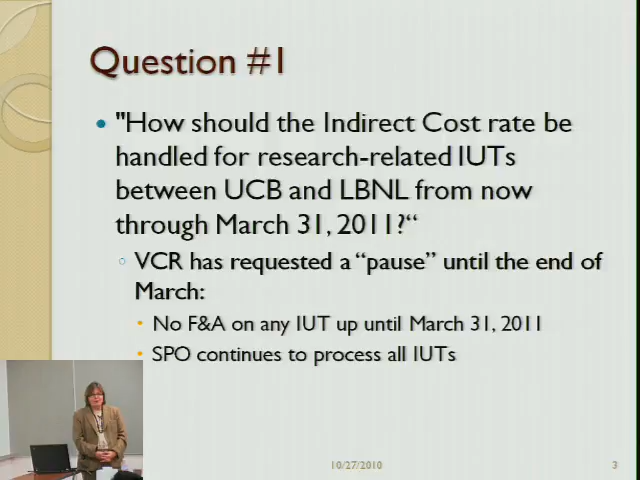 Question #1
"How should the Indirect Cost rate be
handled for research-related IUTs
between UCB and LBNL from now
through March 31, 2011?“
VCR has requested a “pause” until the end of
March:
No F&A on any IUT up until March 31, 2011
SPO continues to process all IUTs
10/27/2010
3